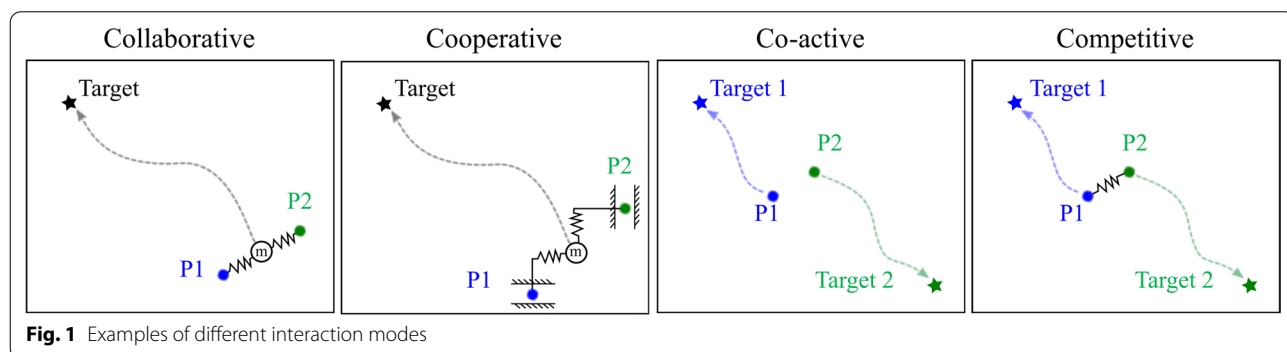 Collaborative
Target
P2
m
P1
Cooperative
Target
P2
m
P1
Co-active
Target 1
P2
P1
Target 2
Competitive
Target 1
P2
P1
Target 2
Fig. 1 Examples of different interaction modes